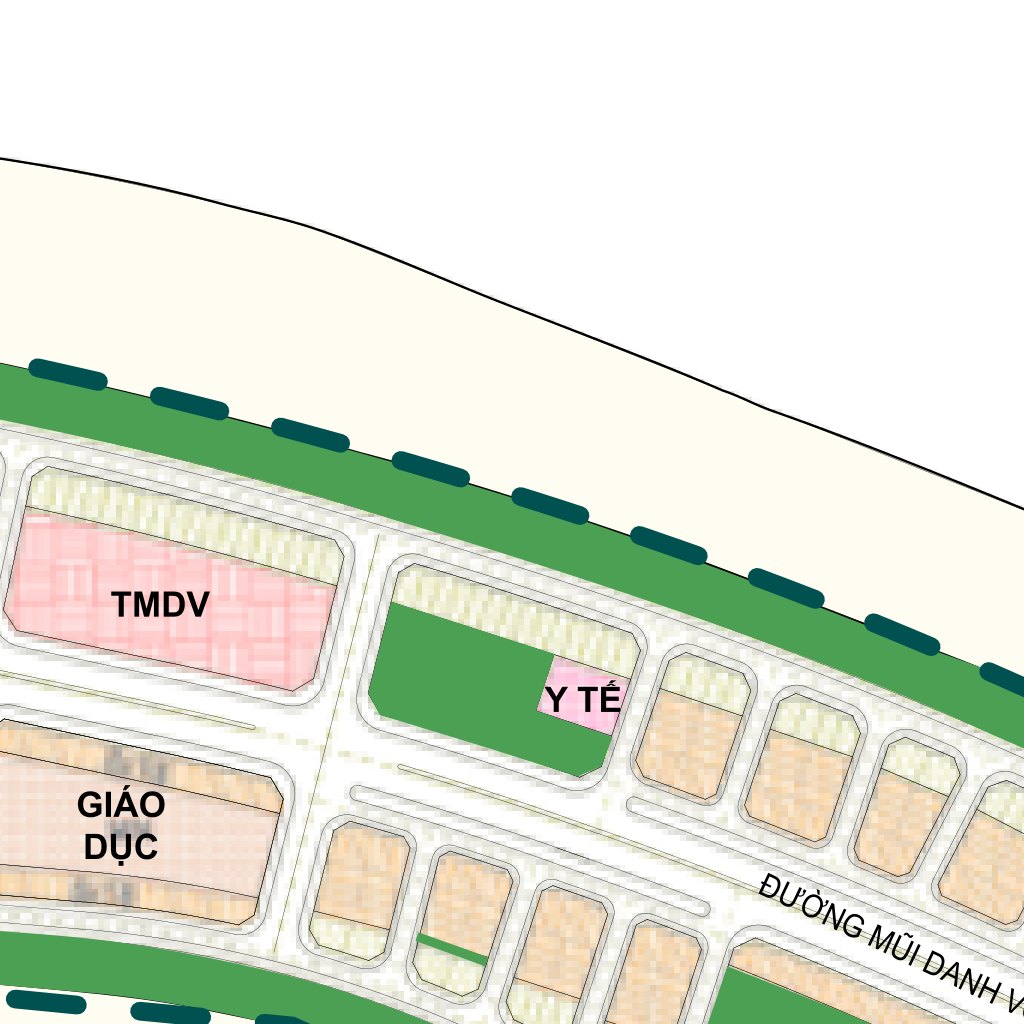 TMDV
Y TẾ
GIÁO
DỤC
ĐƯỜNG MŨI DANH